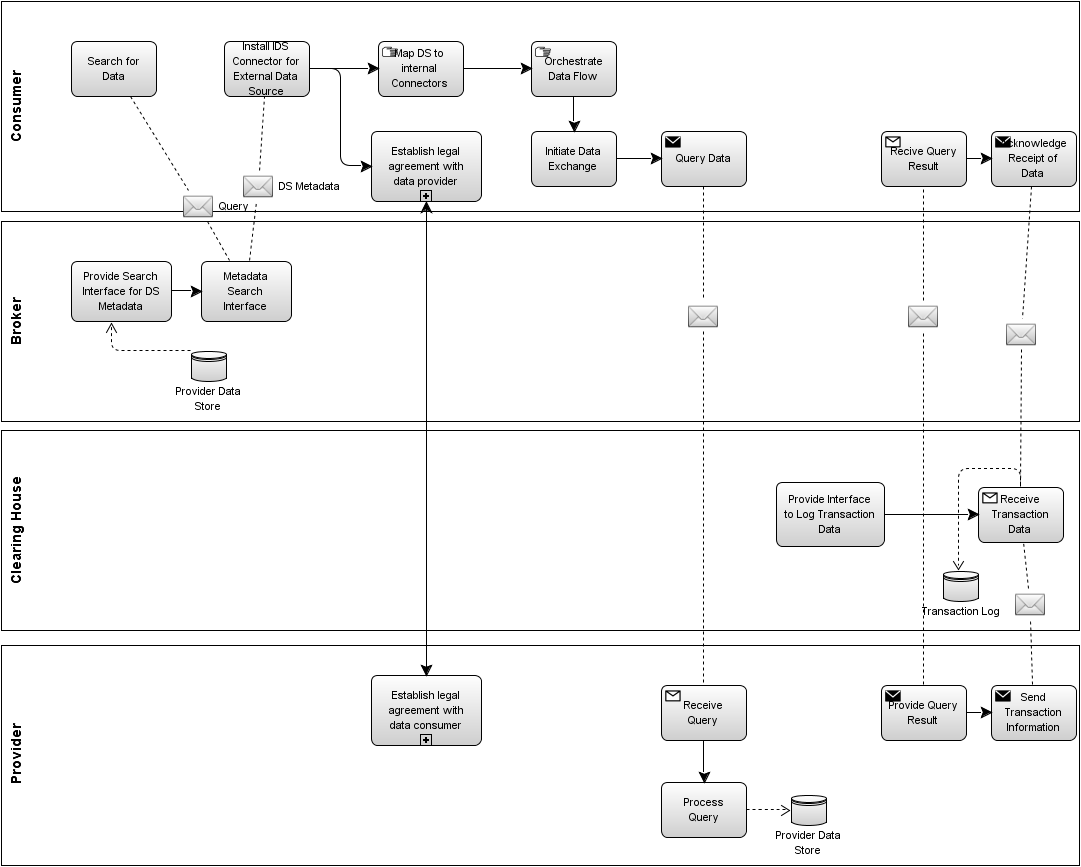 Consumer
Search for
Data
Install IDS
Connector for
External Data
Source
Map DS to
internal
Connectors
Orchestrate
Data Flow
Establish legal
agreement with
data provider
Initiate Data
Exchange
Query Data
Recive Query
Result
cknowledge
Receipt of
Data
DS Metadata
Query
Broker
Provide Search
Interface for DS
Metadata
Metadata
Search
Interface
Provider Data
Store
Clearing House
Provide Interface
to Log Transaction
Data
Receive
Transaction
Data
Transaction Log
Provider
Establish legal
agreement with
data consumer
Receive
Query
Provide Query
Result
Send
Transaction
Information
Process
Query
Provider Data
Store